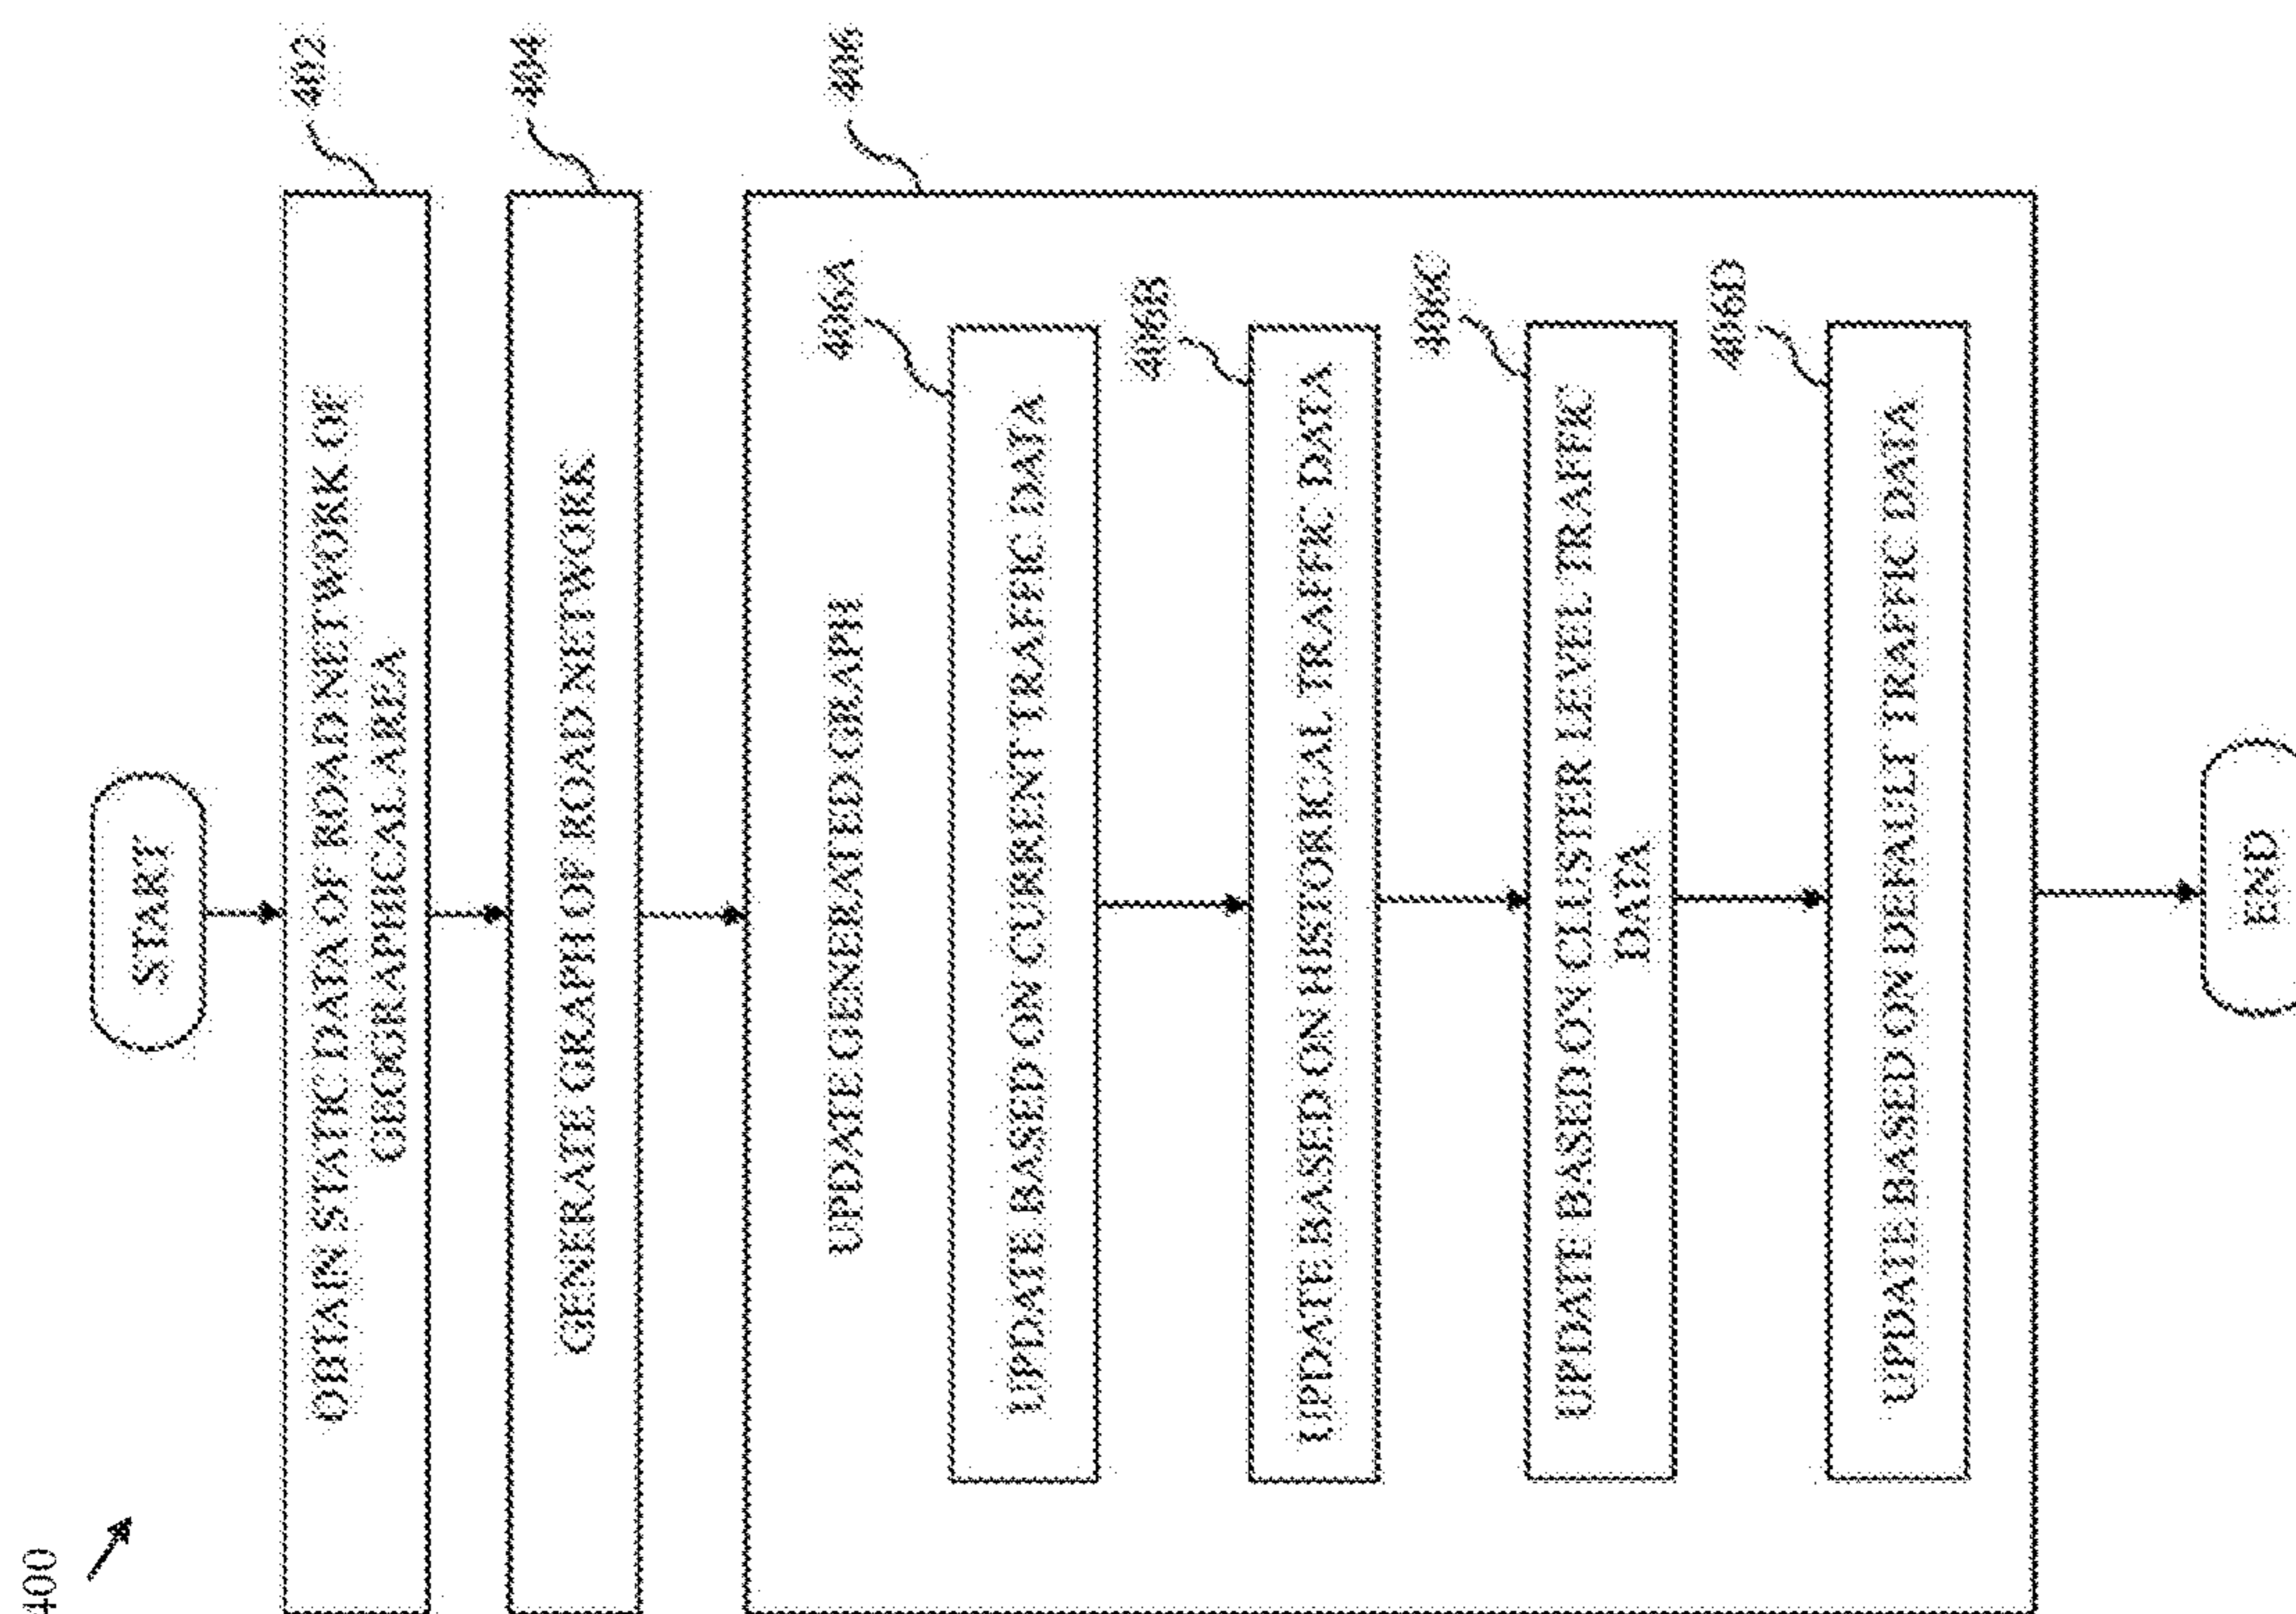 400
START
402
OBTAIN STATIC DATA OF ROAD NETWORK OF
GEOGRAPHICAL AREA
404
GENERATE GRAPH OF ROAD NETWORK
406
UPDATE GENERATED GRAPH
406A
UPDATE BASED ON CURRENT TRAFFIC DATA
406B
UPDATE BASED ON HISTORICAL TRAFFIC DATA
406C
UPDATE BASED ON CLUSTER LEVEL TRAFFIC
DATA
406D
UPDATE BASED ON DEFAULT TRAFFIC DATA
END